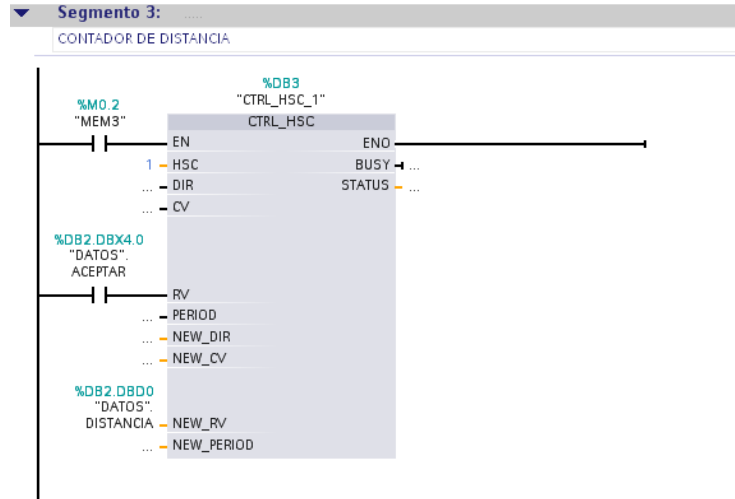 Segmento 3: .....
CONTADOR DE DISTANCIA
%DB3
"CTRL_HSC_1"
%M0.2
"MEM3"
CTRL_HSC
EN
ENO
1
HSC
BUSY
...
...
DIR
STATUS
...
...
CV
%DB2.DBX4.0
"DATOS".
ACEPTAR
RV
...
PERIOD
...
NEW_DIR
...
NEW_CV
%DB2.DBD0
"DATOS".
DISTANCIA
NEW_RV
...
NEW_PERIOD